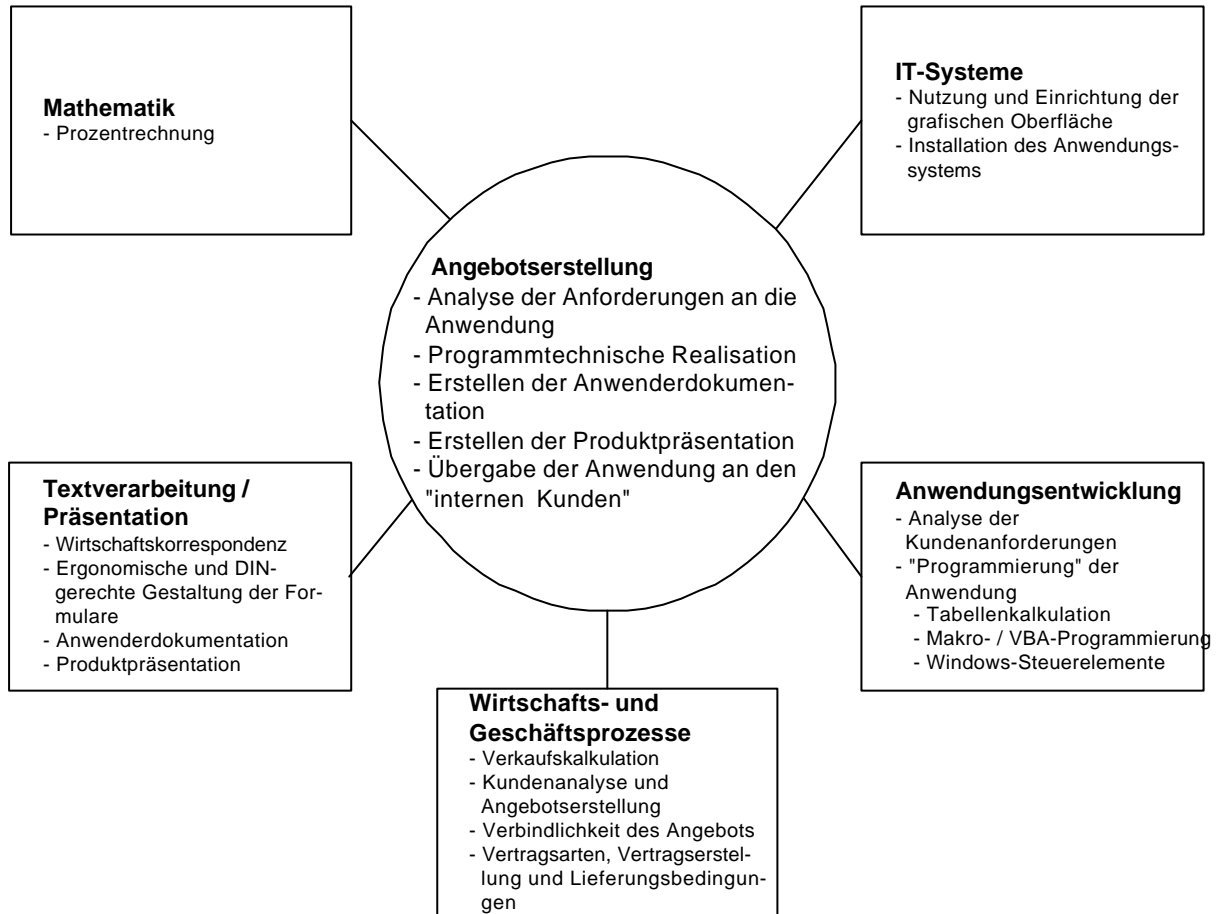 Mathematik
- Prozentrechnung
IT-Systeme
- Nutzung und Einrichtung der
grafischen Oberfläche
- Installation des Anwendungs-
systems
Angebotserstellung
- Analyse der Anforderungen an die
Anwendung
- Programmtechnische Realisation
- Erstellen der Anwenderdokumen-
tation
- Erstellen der Produktpräsentation
- Übergabe der Anwendung an den
"internen Kunden"
Textverarbeitung /
Präsentation
- Wirtschaftskorrespondenz
- Ergonomische und DIN-
gerechte Gestaltung der For-
mulare
- Anwenderdokumentation
- Produktpräsentation
Anwendungsentwicklung
- Analyse der
Kundenanforderungen
- "Programmierung" der
Anwendung
- Tabellenkalkulation
- Makro- / VBA-Programmierung
- Windows-Steuerelemente
Wirtschafts- und
Geschäftsprozesse
- Verkaufskalkulation
- Kundenanalyse und
Angebotserstellung
- Verbindlichkeit des Angebots
- Vertragsarten, Vertragserstel-
lung und Lieferungsbedingun-
gen